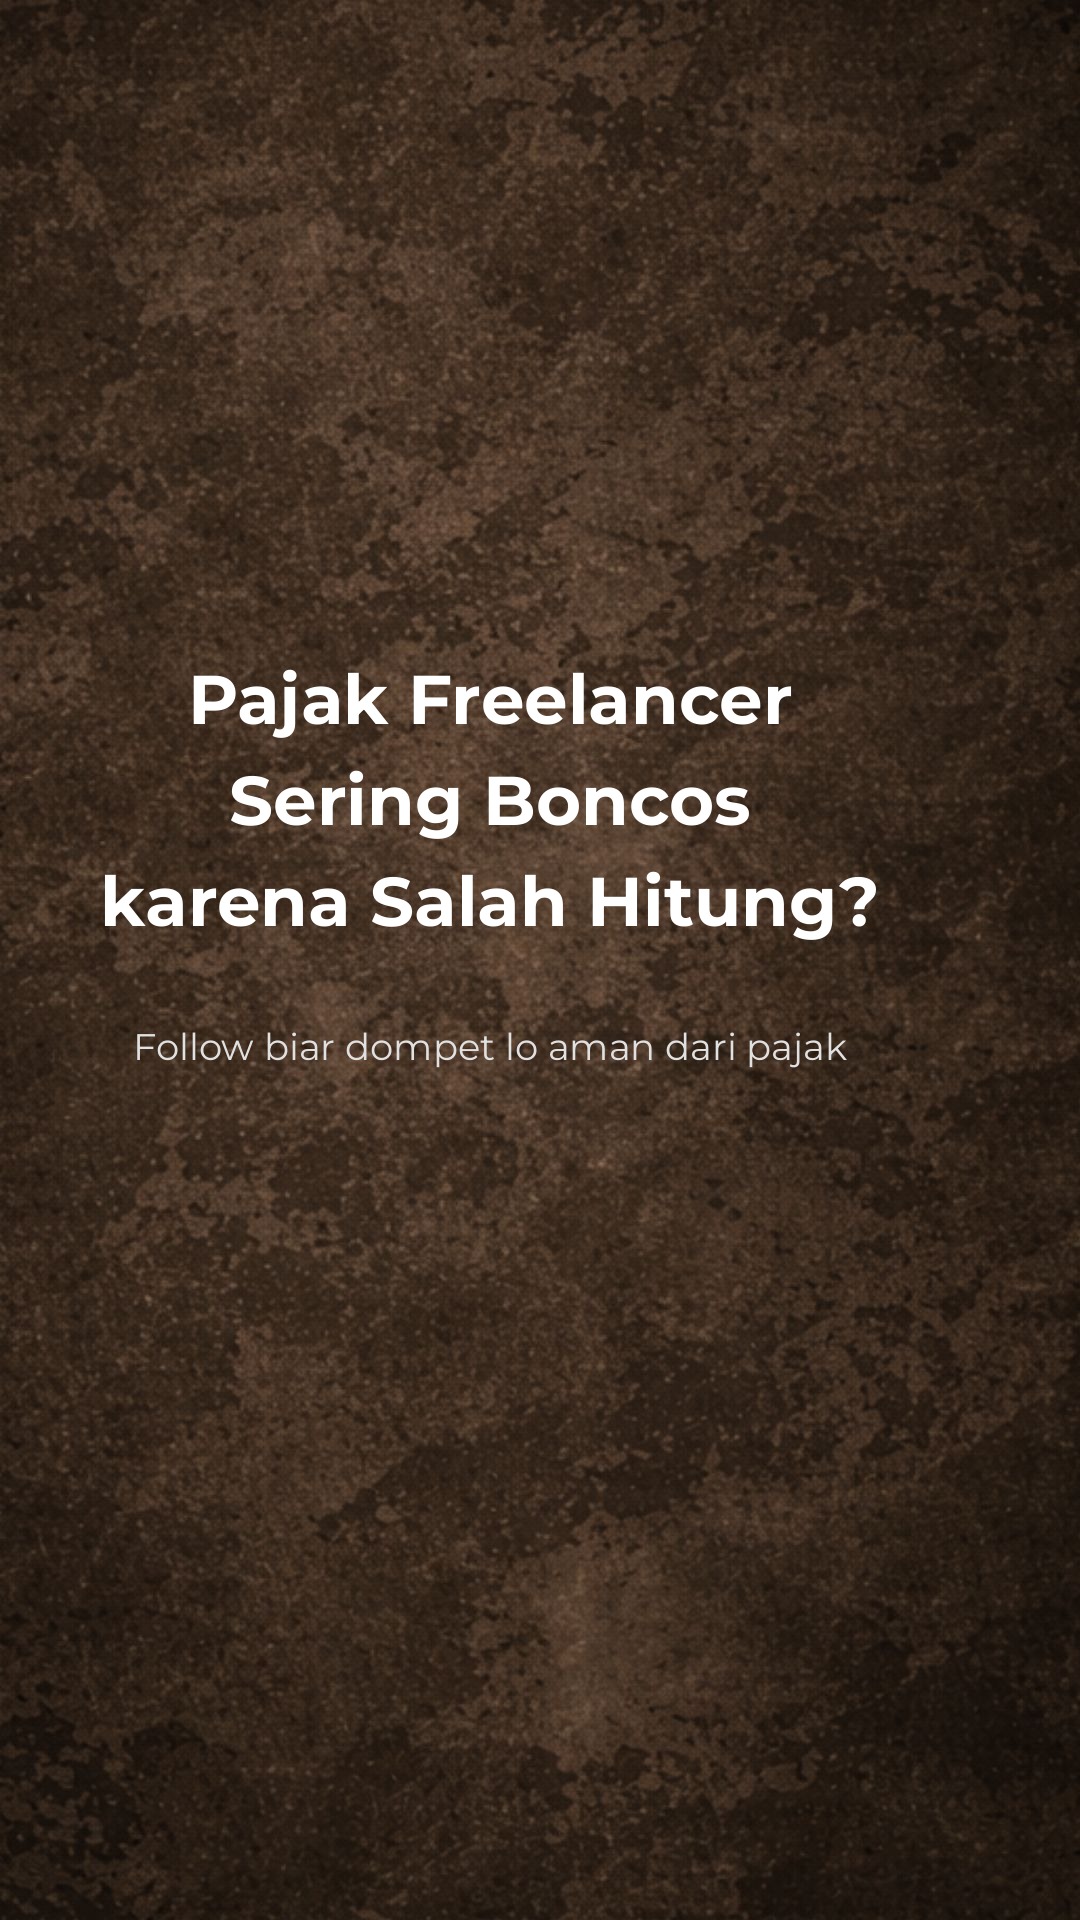 Pajak Freelancer
Sering Boncos
karena Salah Hitung?
Follow biar dompet lo aman dari pajak